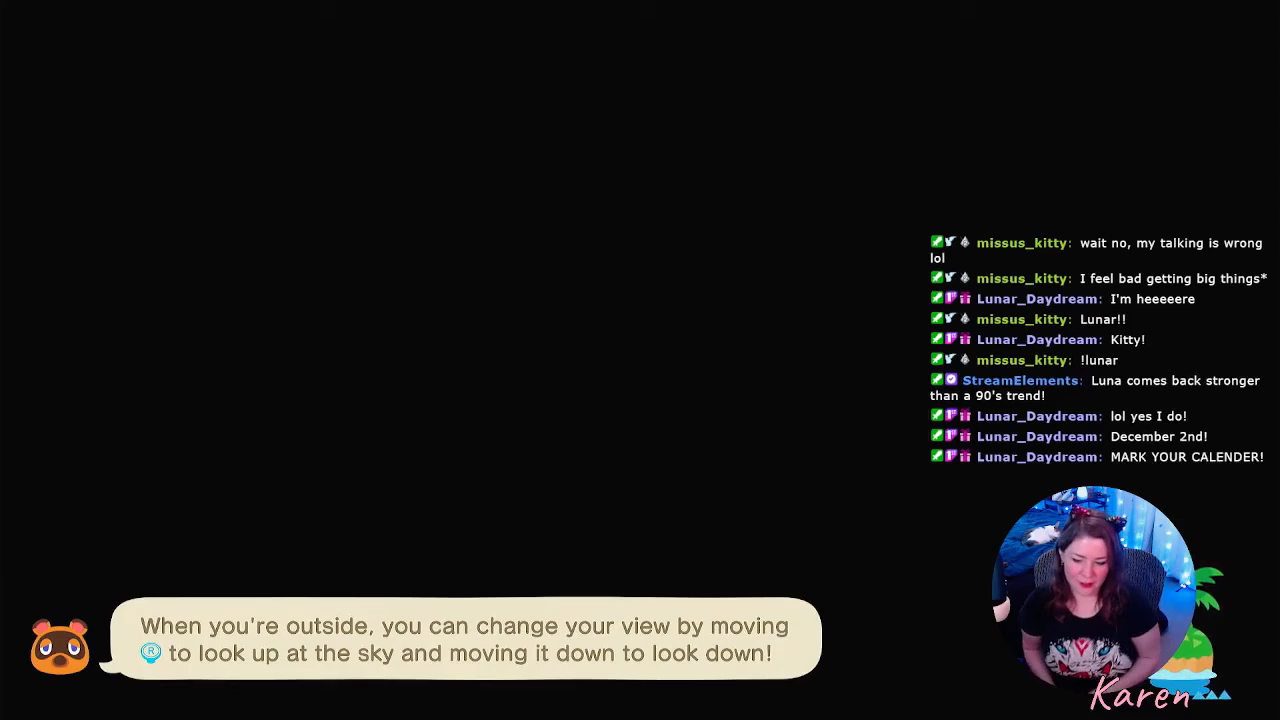 missus_kitty: wait no, my talking is wrong
lol
missus_kitty: I feel bad getting big things*
Lunar_Daydream: I'm heeeeere
missus_kitty: Lunar!!
Lunar_Daydream: Kitty!
missus_kitty: !lunar
StreamElements: Luna comes back stronger
than a 90's trend!
Lunar_Daydream: lol yes I do!
Lunar_Daydream: December 2nd!
Lunar_Daydream: MARK YOUR CALENDER!
When you're outside, you can change your view by moving
R to look up at the sky and moving it down to look down!
Karen